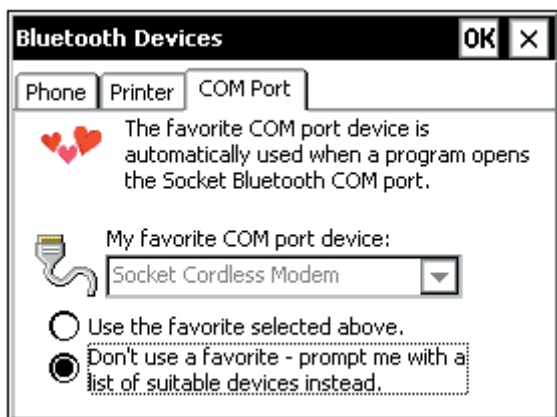 Bluetooth Devices OK ×
Phone Printer COM Port
The favorite COM port device is
automatically used when a program opens
the Socket Bluetooth COM port.
My favorite COM port device:
Socket Cordless Modem
Use the favorite selected above.
Don't use a favorite - prompt me with a
list of suitable devices instead.